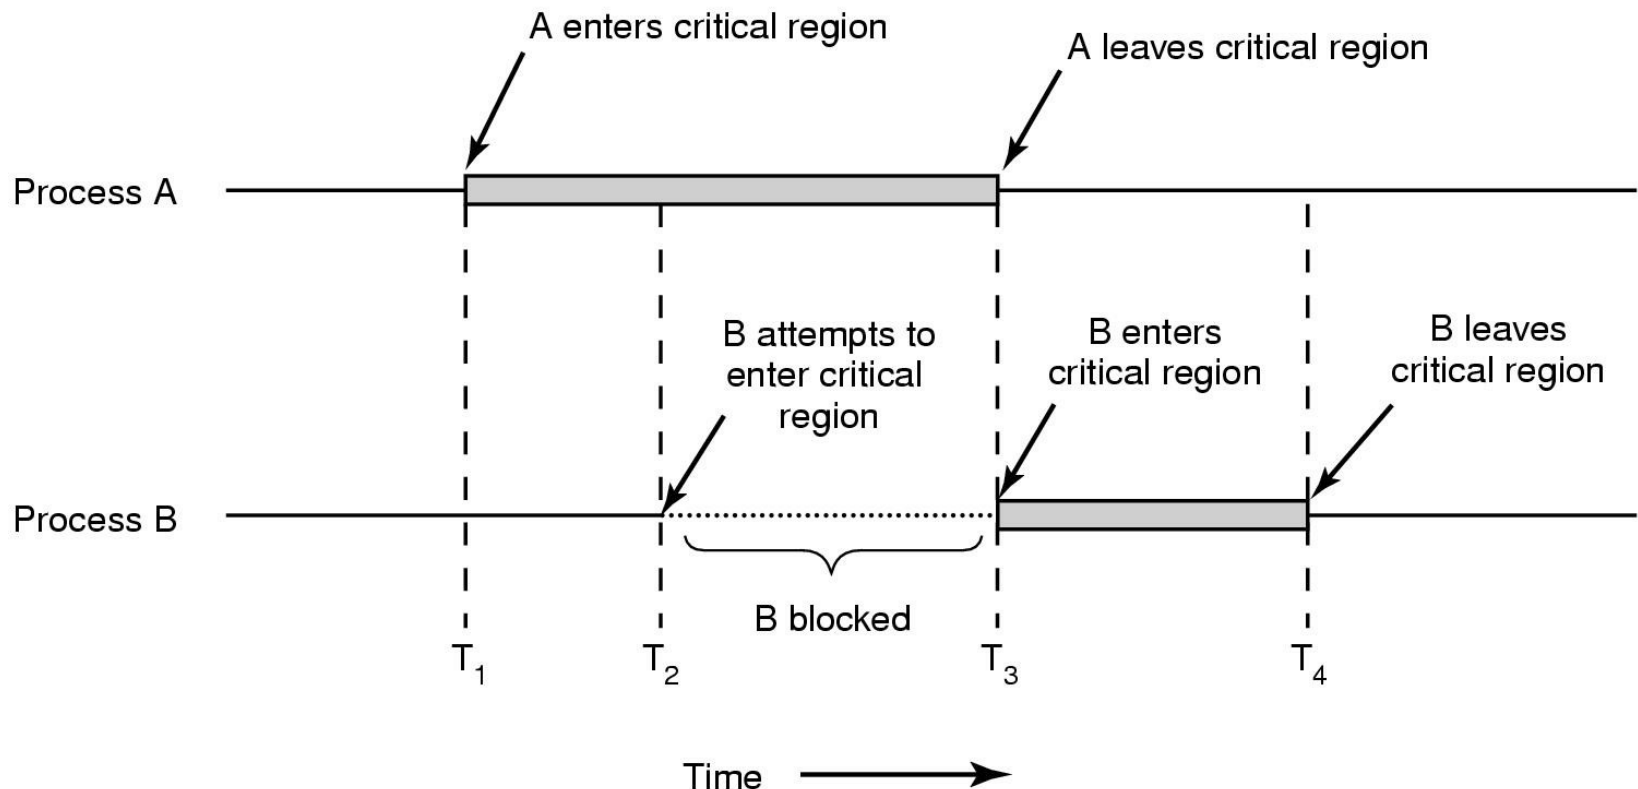 A enters critical region
A leaves critical region
Process A
B attempts to
enter critical
region
B enters
critical region
B leaves
critical region
Process B
B blocked
T1
T2
T3
T4
Time